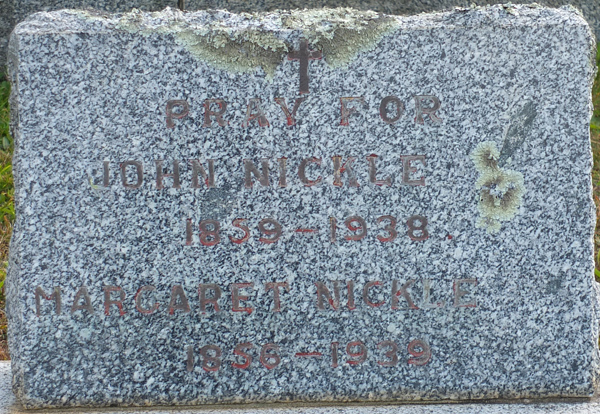 PRAY FOR
JOHN NICKLE
1859-1938.
MARGARET NICKLE
1856-1939.